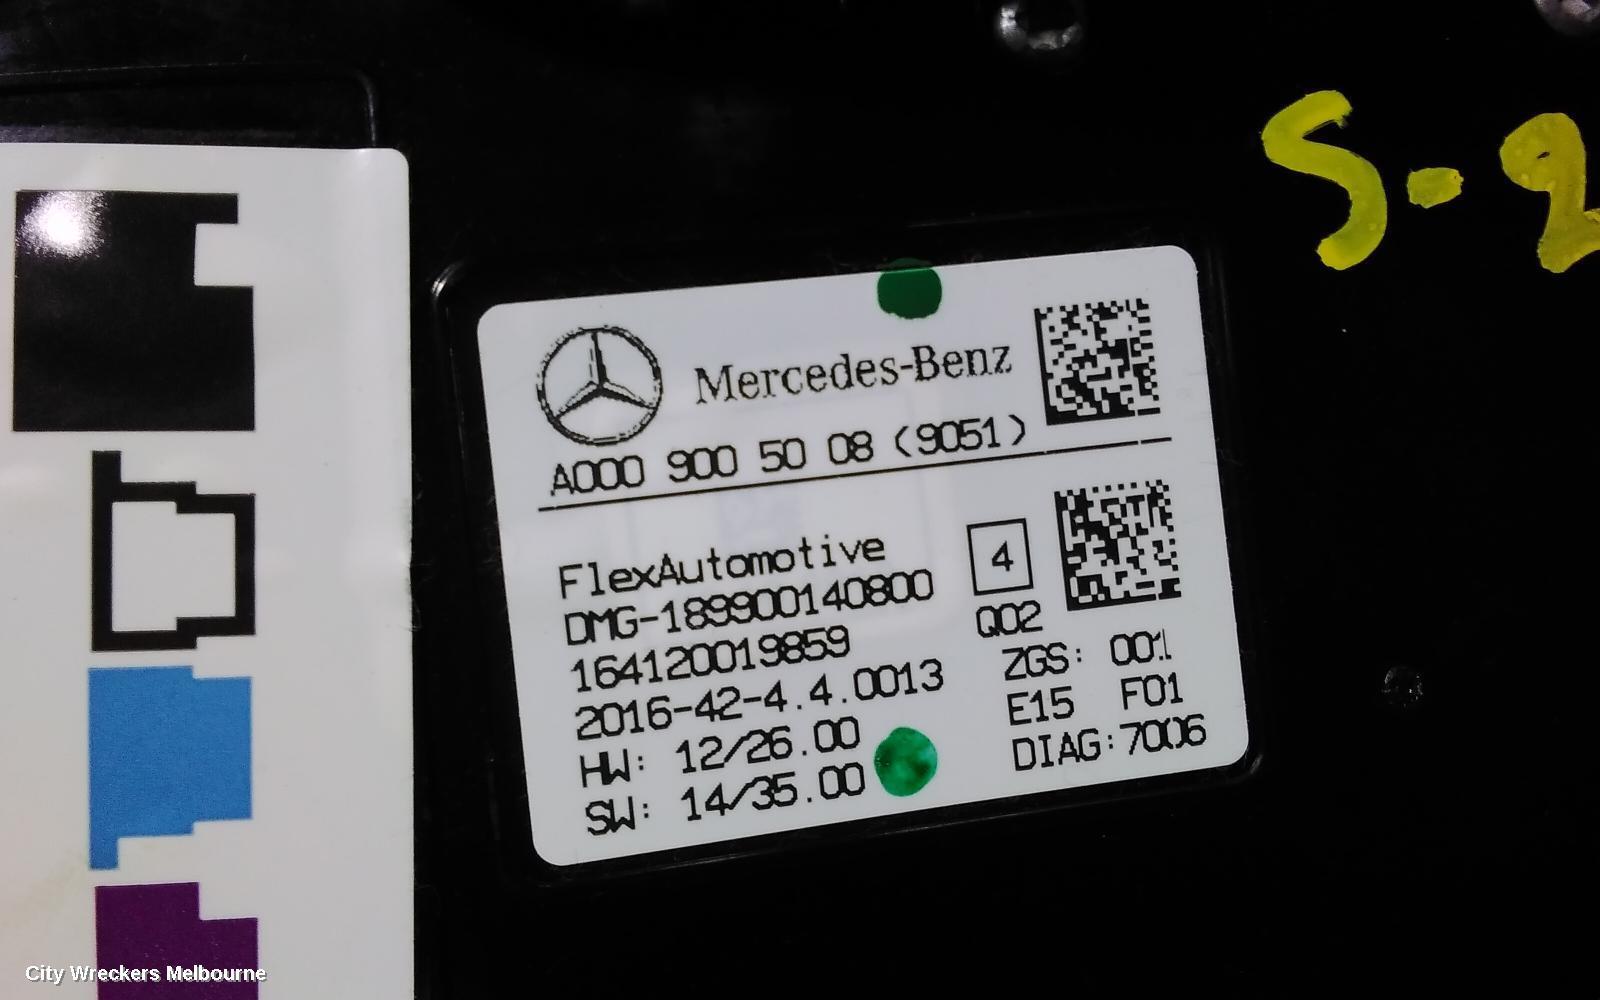 S-2
Mercedes-Benz
A000 900 50 08 (9051)
FlexAutomotive
4
DMG-189900140800
Q02
164120019859
ZGS: 001
2016-42-4.4.0013
E15 F01
HW: 12/26.00
DIAG:7006
SW: 14/35.00
City Wreckers Melbourne